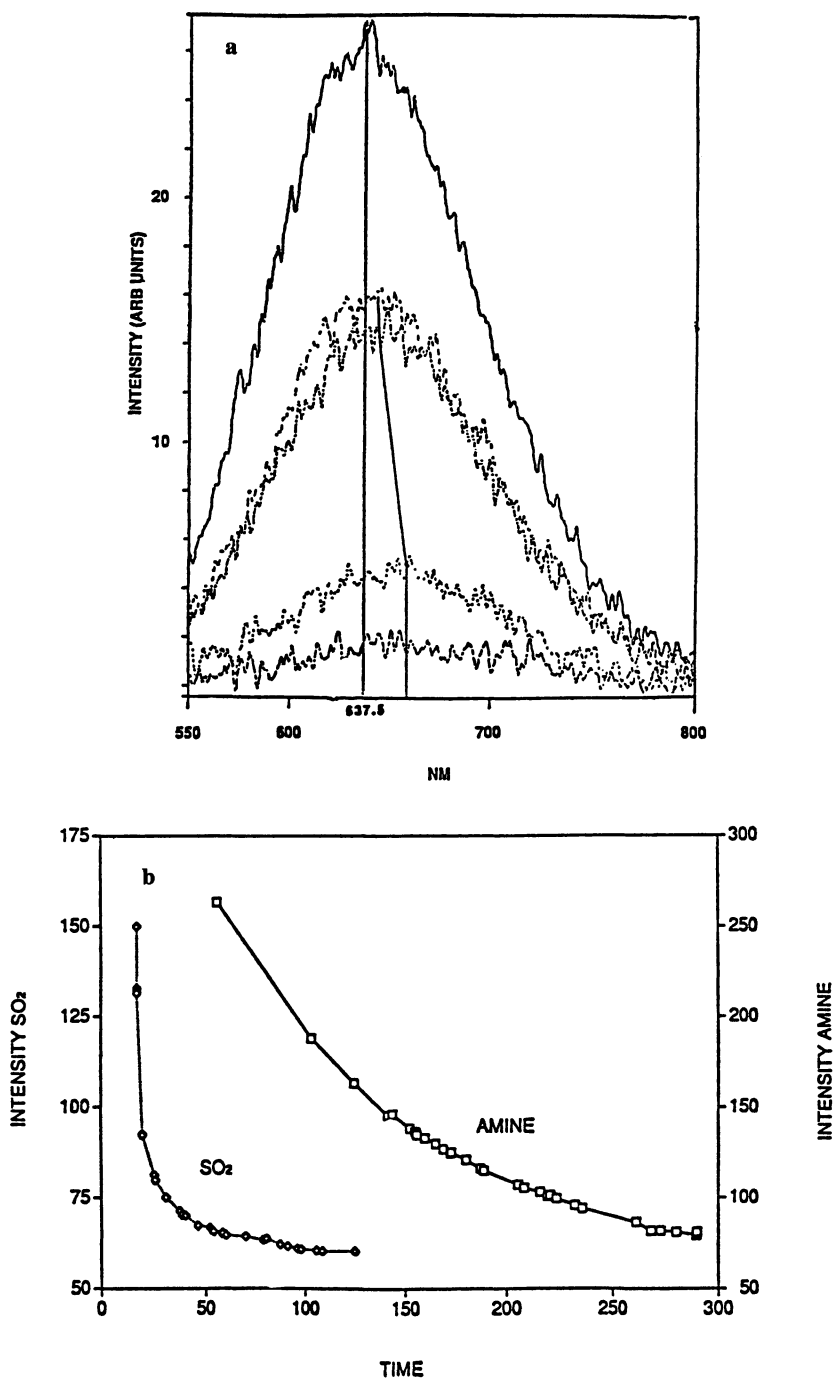 a
20
10
INTENSITY (ARB UNITS)
637.5
550 600 700 800
NM
b
175 150 125 100 75 50
INTENSITY SO₂
300 250 200 150 100 50
INTENSITY AMINE
AMINE
SO₂
0 50 100 150 200 250 300
TIME